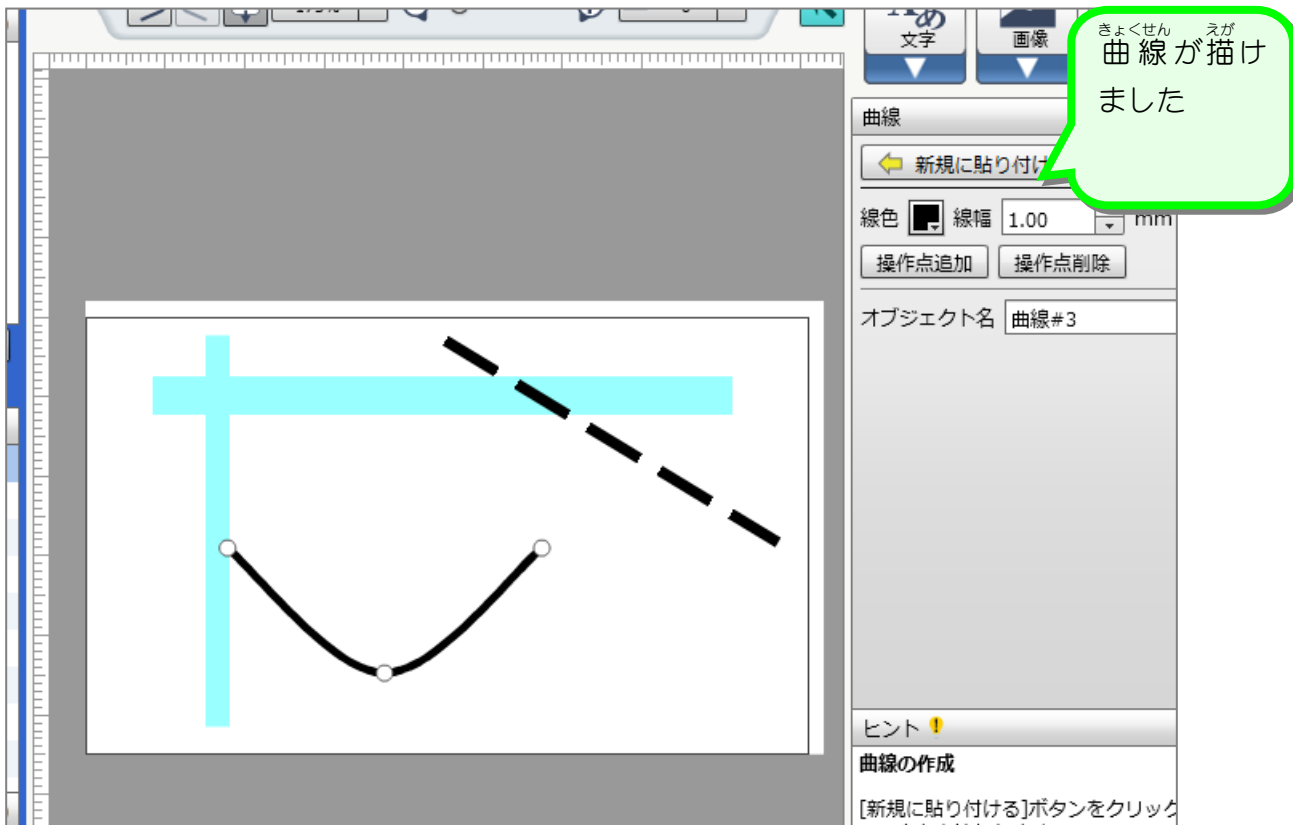 文字
画像
きょくせん えが
曲線が描け
ました
曲線
新規に貼り付け
線色 線幅 1.00 mm
操作点追加 操作点削除
オブジェクト名 曲線#3
ヒント
曲線の作成
[新規に貼り付ける]ボタンをクリック